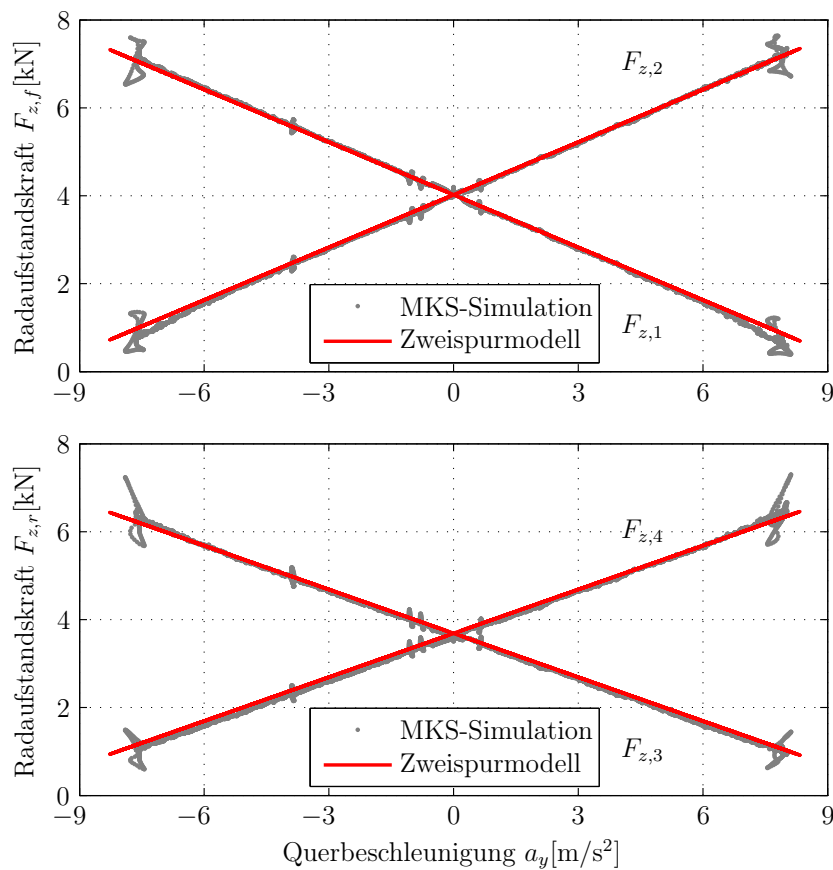 8
6
4
2
0
Radaufstandskraft F_{z,f}[kN]
F_{z,2}
F_{z,1}
MKS-Simulation
Zweispurmodell
−9 −6 −3 0 3 6 9
8
6
4
2
0
Radaufstandskraft F_{z,r}[kN]
F_{z,4}
F_{z,3}
MKS-Simulation
Zweispurmodell
−9 −6 −3 0 3 6 9
Querbeschleunigung a_y[m/s²]